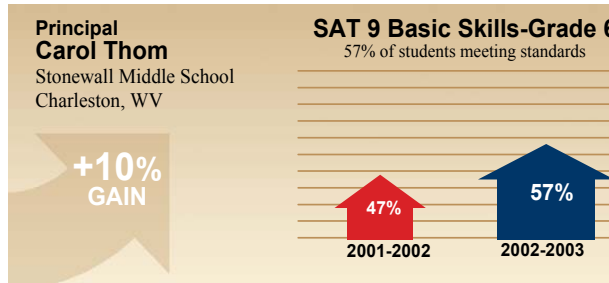 Principal
Carol Thom
Stonewall Middle School
Charleston, WV
+10%
GAIN
SAT 9 Basic Skills-Grade 6
57% of students meeting standards
47%
57%
2001-2002
2002-2003